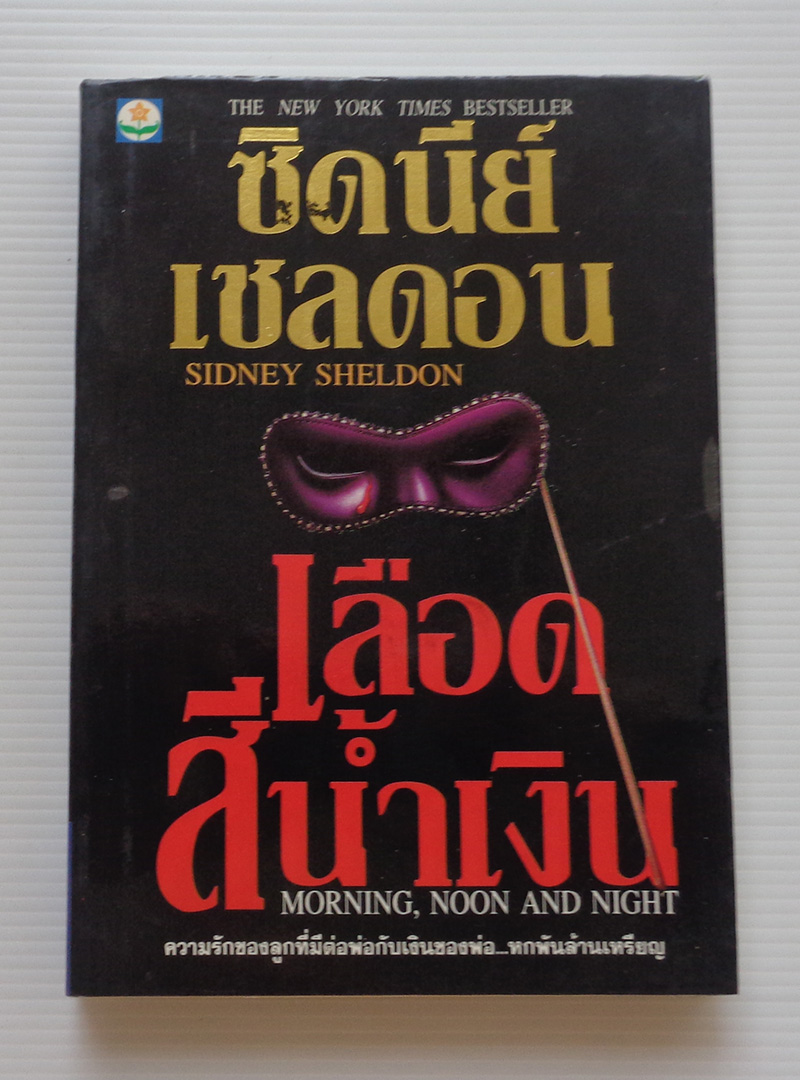 THE NEW YORK TIMES BESTSELLER
ซิดนีย์
เชลดอน
SIDNEY SHELDON
เลือด
สีน้ำเงิน
MORNING, NOON AND NIGHT
ความรักของลูกที่มีต่อพ่อกับเงินของพ่อ...หกพันล้านเหรียญ